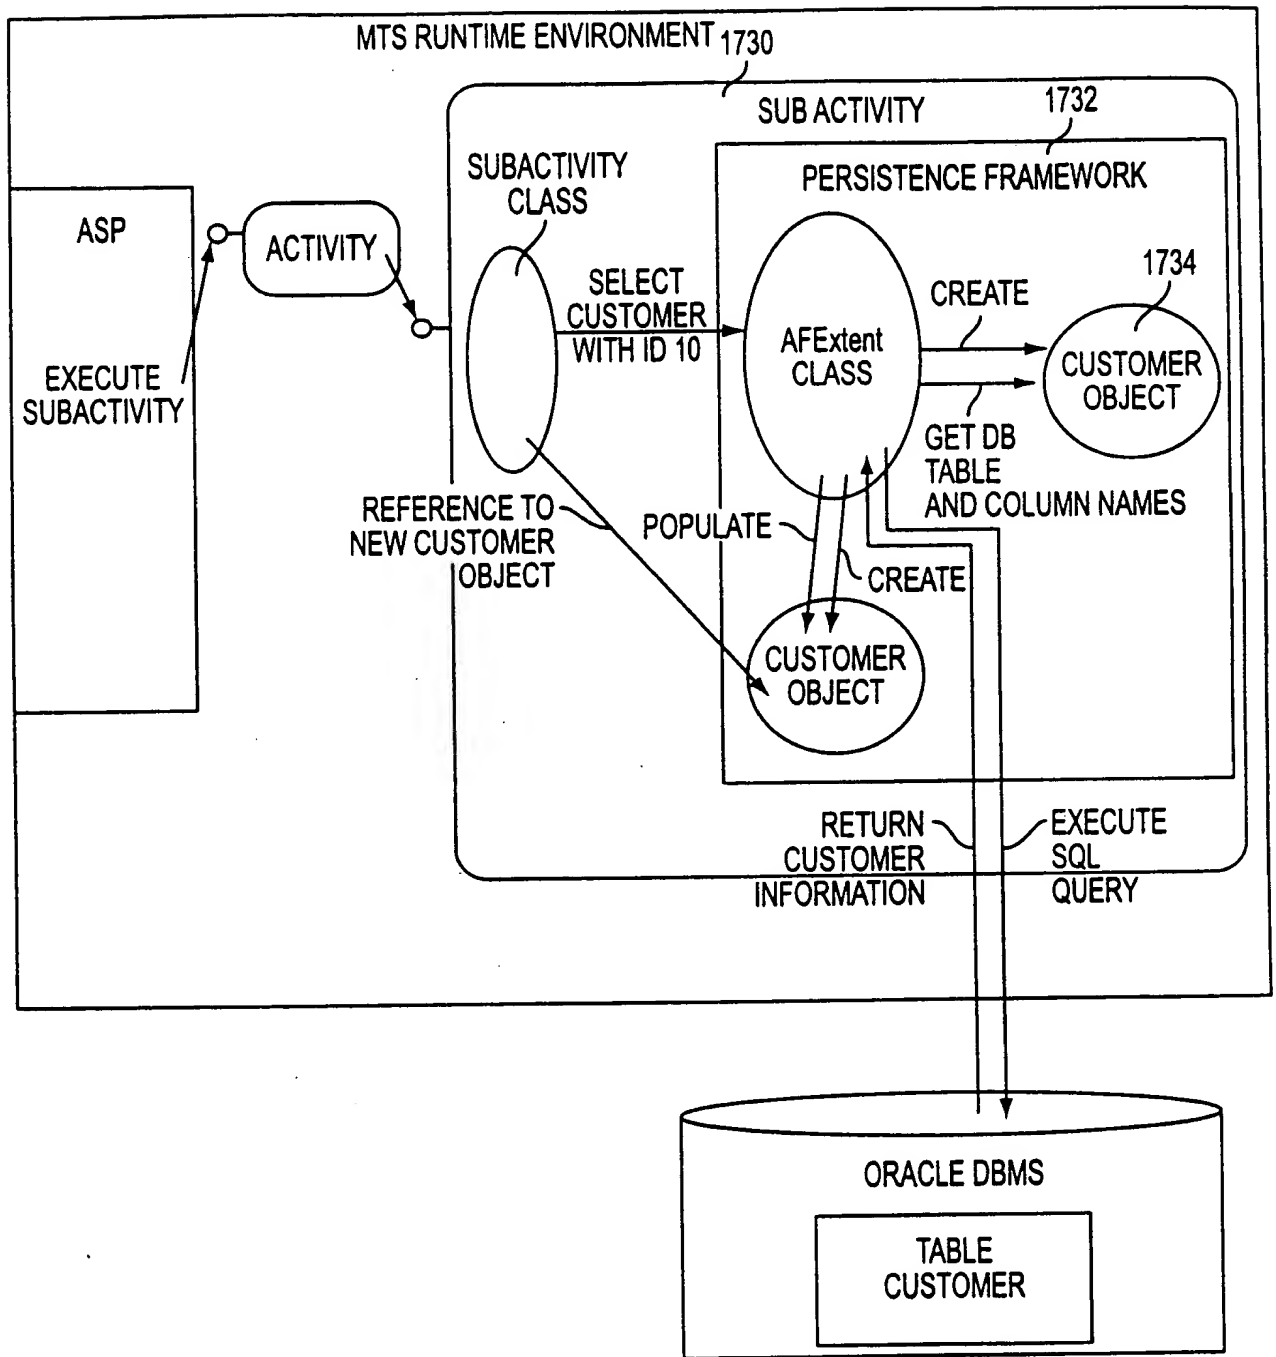 MTS RUNTIME ENVIRONMENT
1730
SUB ACTIVITY
1732
PERSISTENCE FRAMEWORK
SUBACTIVITY
CLASS
ASP
ACTIVITY
EXECUTE
SUBACTIVITY
SELECT
CUSTOMER
WITH ID 10
AFExtent
CLASS
CREATE
1734
CUSTOMER
OBJECT
GET DB
TABLE
AND COLUMN NAMES
REFERENCE TO
NEW CUSTOMER
OBJECT
POPULATE
CREATE
CUSTOMER
OBJECT
RETURN
CUSTOMER
INFORMATION
EXECUTE
SQL
QUERY
ORACLE DBMS
TABLE
CUSTOMER